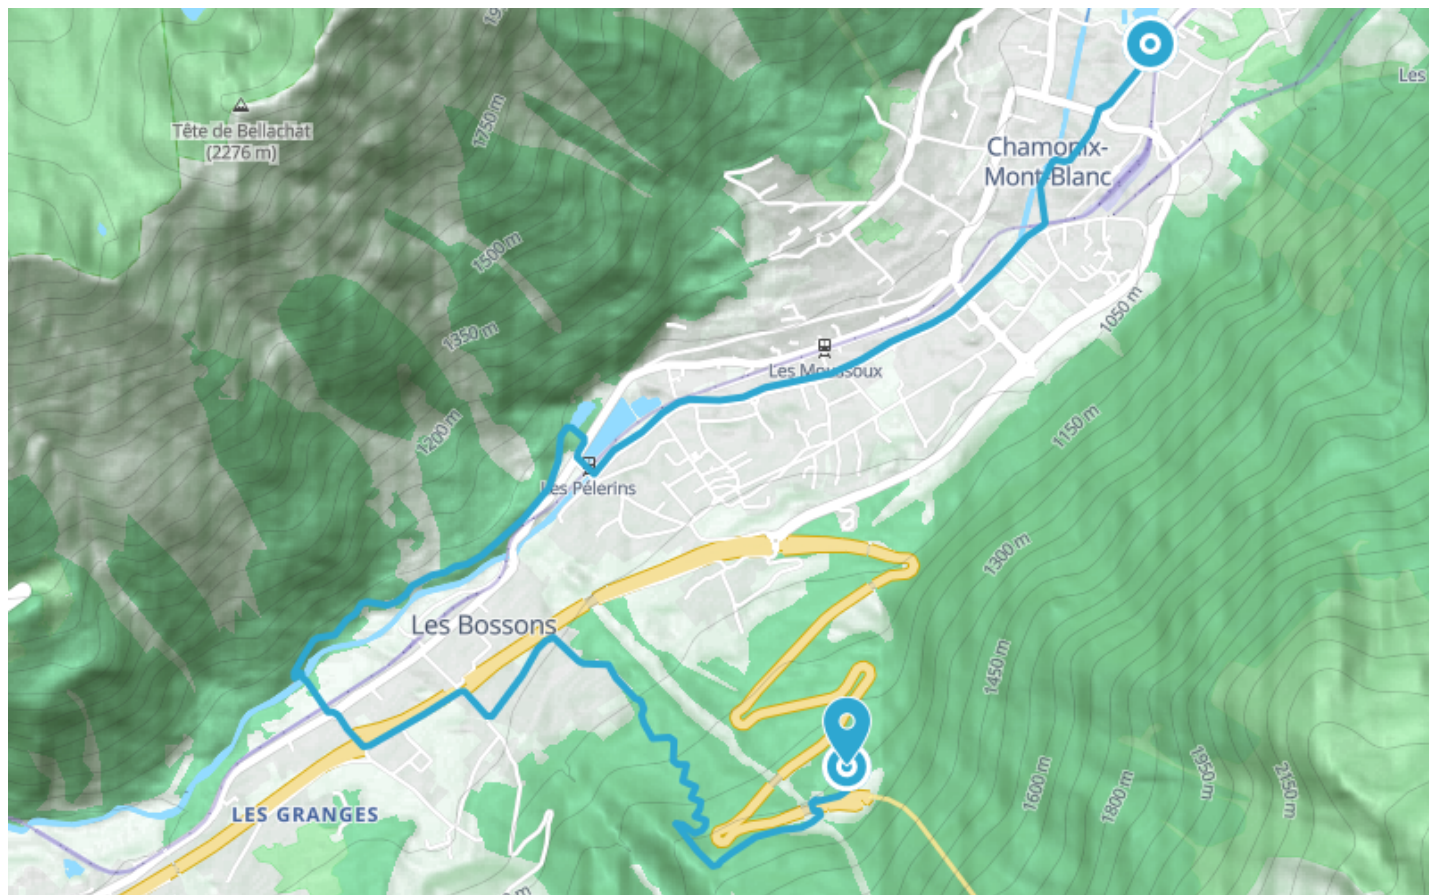 Les
Tête de Bellachat
(2276 m)
1750 m
Chamonix-
Mont-Blanc
1500 m
1350 m
1050 m
Les Moussoux
1200 m
1150 m
Les Pélerins
1300 m
Les Bossons
1450 m
LES GRANGES
1600 m
1800 m
1950 m
2150 m